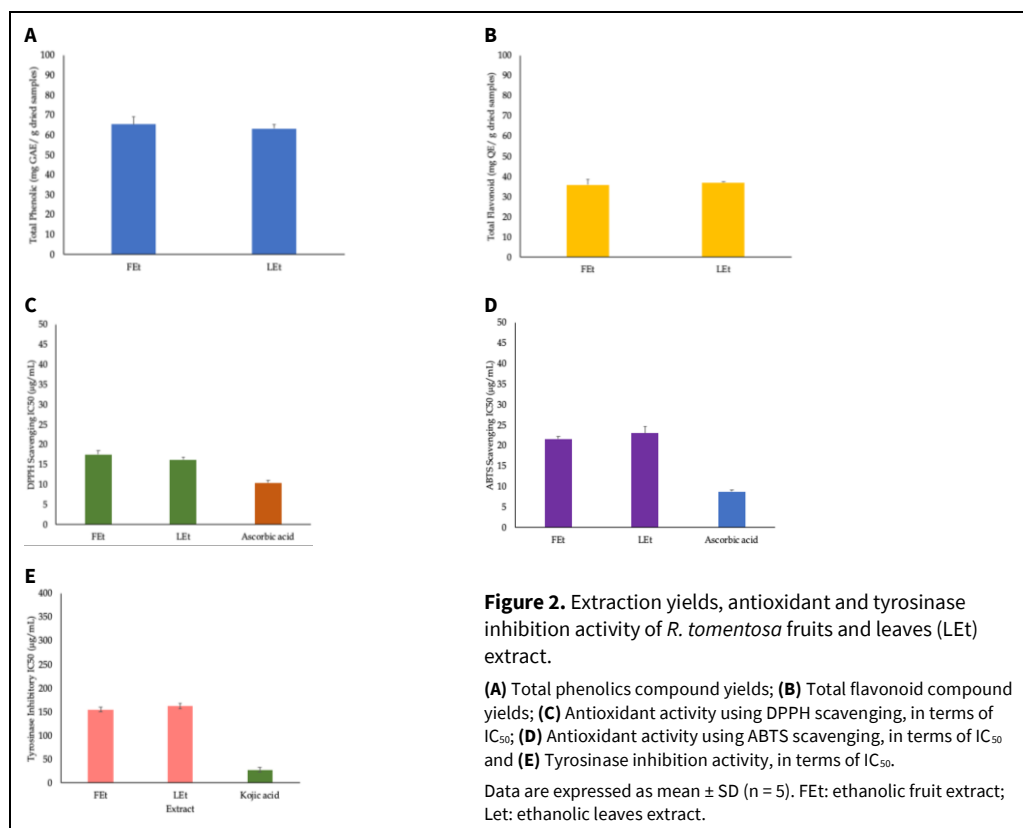 A
100
90
80
70
60
50
40
30
20
10
0
Total Phenolic (mg GAE/ g dried samples)
FEt LEt
B
100
90
80
70
60
50
40
30
20
10
0
Total Flavonoid (mg QE/ g dried samples)
FEt LEt
C
50
45
40
35
30
25
20
15
10
5
0
DPPH Scavenging IC50 (µg/mL)
FEt LEt Ascorbic acid
D
50
45
40
35
30
25
20
15
10
5
0
ABTS Scavenging IC50 (µg/mL)
FEt LEt Ascorbic acid
E
400
350
300
250
200
150
100
50
0
Tyrosinase Inhibitory IC50 (µg/mL)
FEt LEt Kojic acid
Extract
Figure 2. Extraction yields, antioxidant and tyrosinase
inhibition activity of R. tomentosa fruits and leaves (LEt)
extract.
(A) Total phenolics compound yields; (B) Total flavonoid compound
yields; (C) Antioxidant activity using DPPH scavenging, in terms of
IC₅₀; (D) Antioxidant activity using ABTS scavenging, in terms of IC₅₀
and (E) Tyrosinase inhibition activity, in terms of IC₅₀.
Data are expressed as mean ± SD (n = 5). FEt: ethanolic fruit extract;
Let: ethanolic leaves extract.